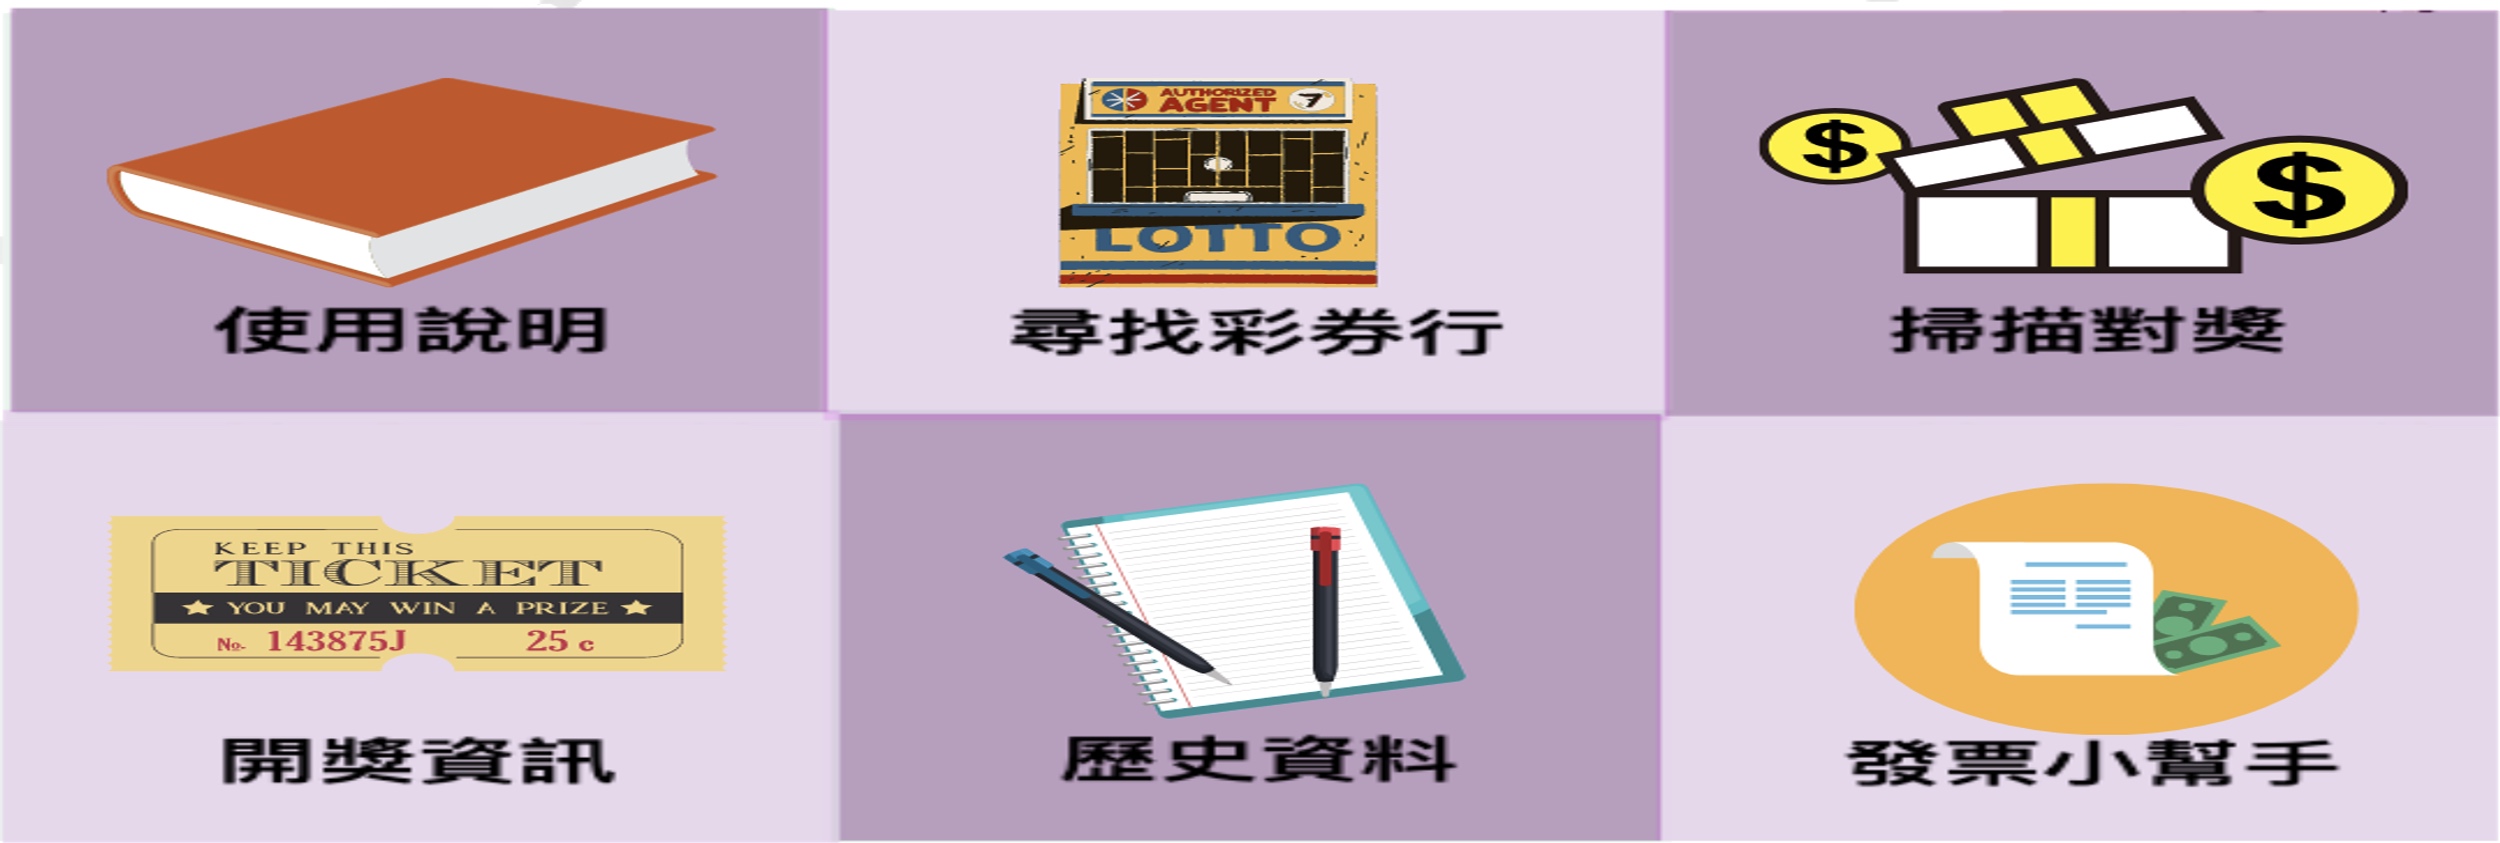 AUTHORIZED
AGENT 7
LOTTO
使用說明
尋找彩券行
掃描對獎
KEEP THIS
TICKET
YOU MAY WIN A PRIZE
No. 143875J 25 c
開獎資訊
歷史資料
發票小幫手